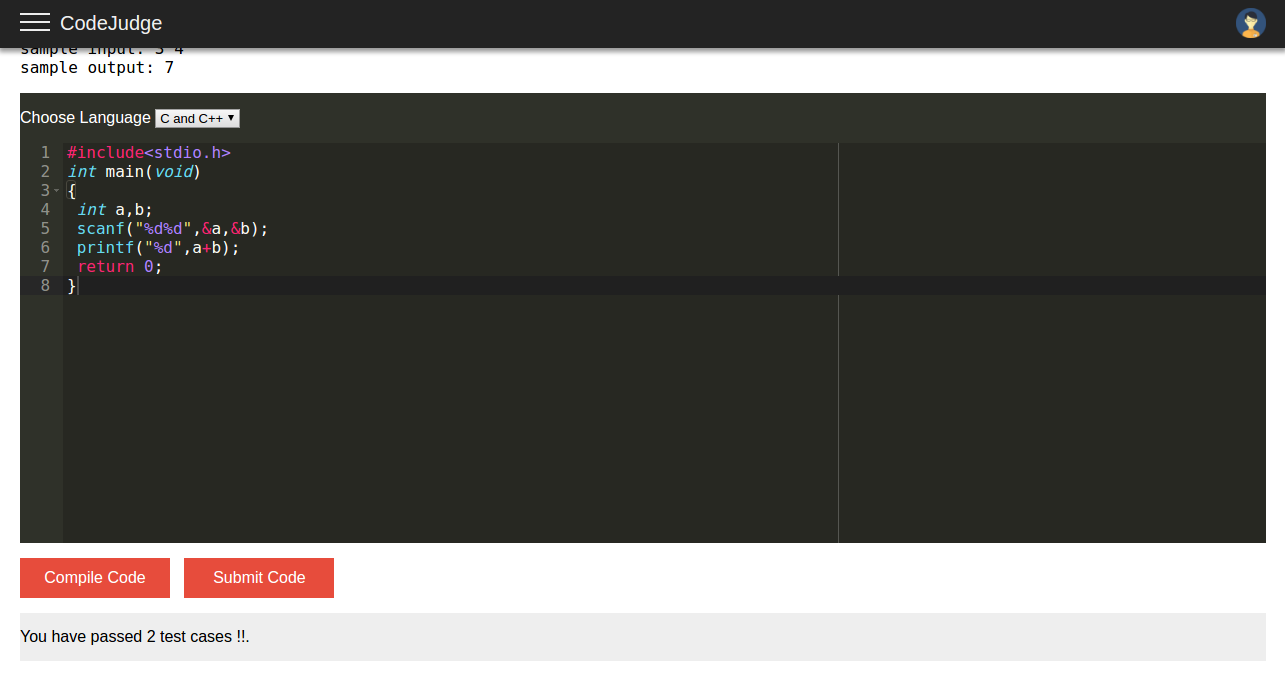 CodeJudge
sample input: 3 4
sample output: 7
Choose Language C and C++ ▼
1 #include<stdio.h>
2 int main(void)
3 {
4  int a,b;
5  scanf("%d%d",&a,&b);
6  printf("%d",a+b);
7  return 0;
8 }
Compile Code Submit Code
You have passed 2 test cases !!.